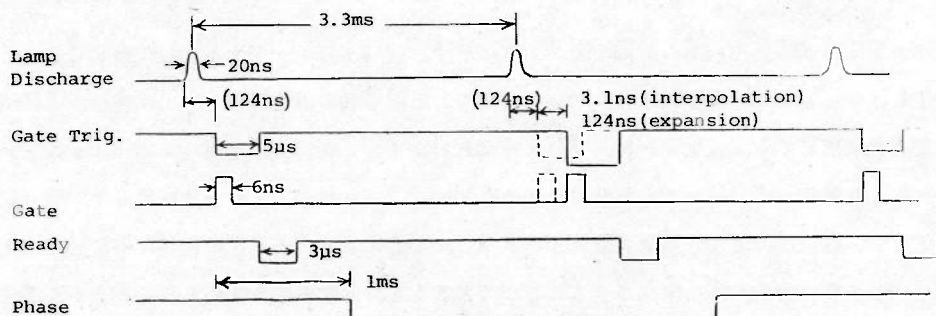 3.3ms
Lamp
Discharge
20ns
(124ns)
(124ns)
3.1ns(interpolation)
124ns(expansion)
Gate Trig.
5μs
6ns
Gate
Ready
3μs
1ms
Phase